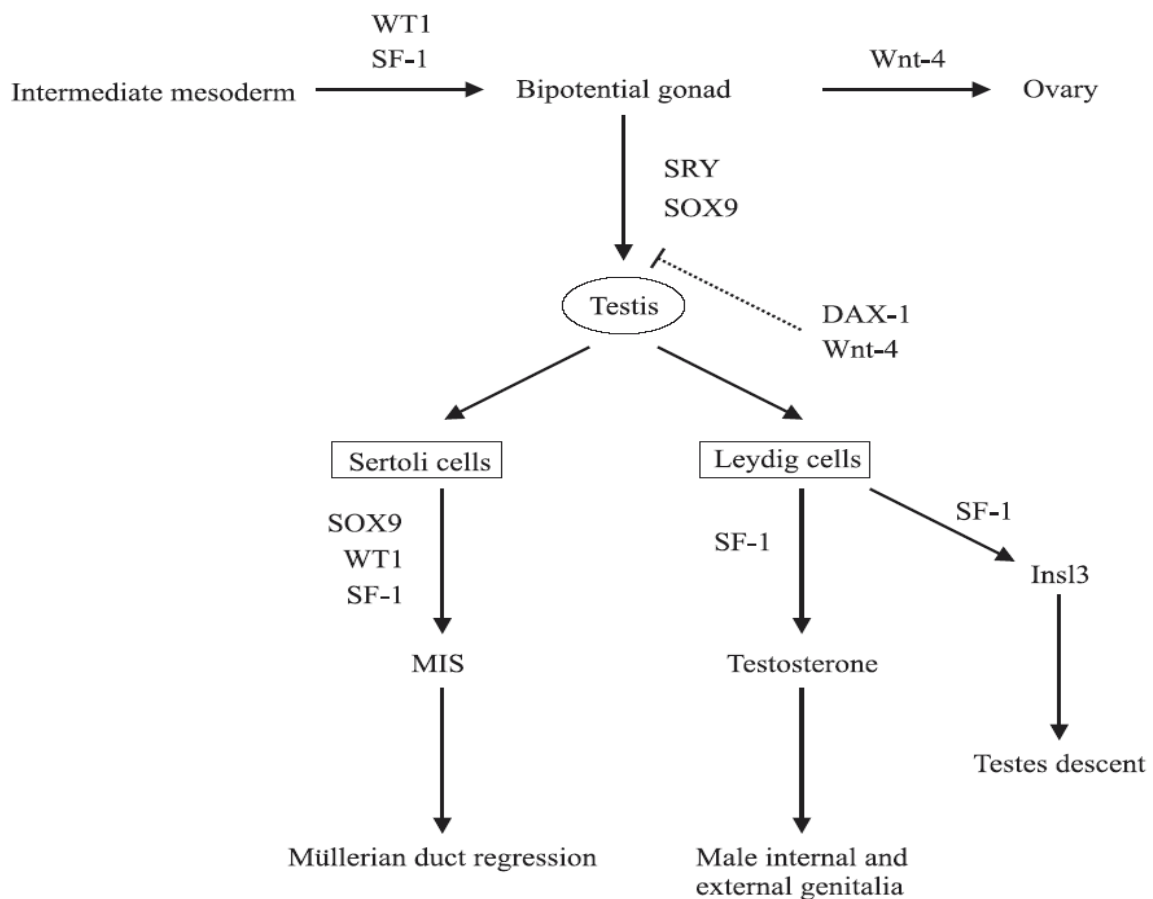 WT1
SF-1
Intermediate mesoderm
Bipotential gonad
Wnt-4
Ovary
SRY
SOX9
Testis
DAX-1
Wnt-4
Sertoli cells
Leydig cells
SOX9
WT1
SF-1
SF-1
SF-1
Insl3
MIS
Testosterone
Testes descent
Müllerian duct regression
Male internal and
external genitalia